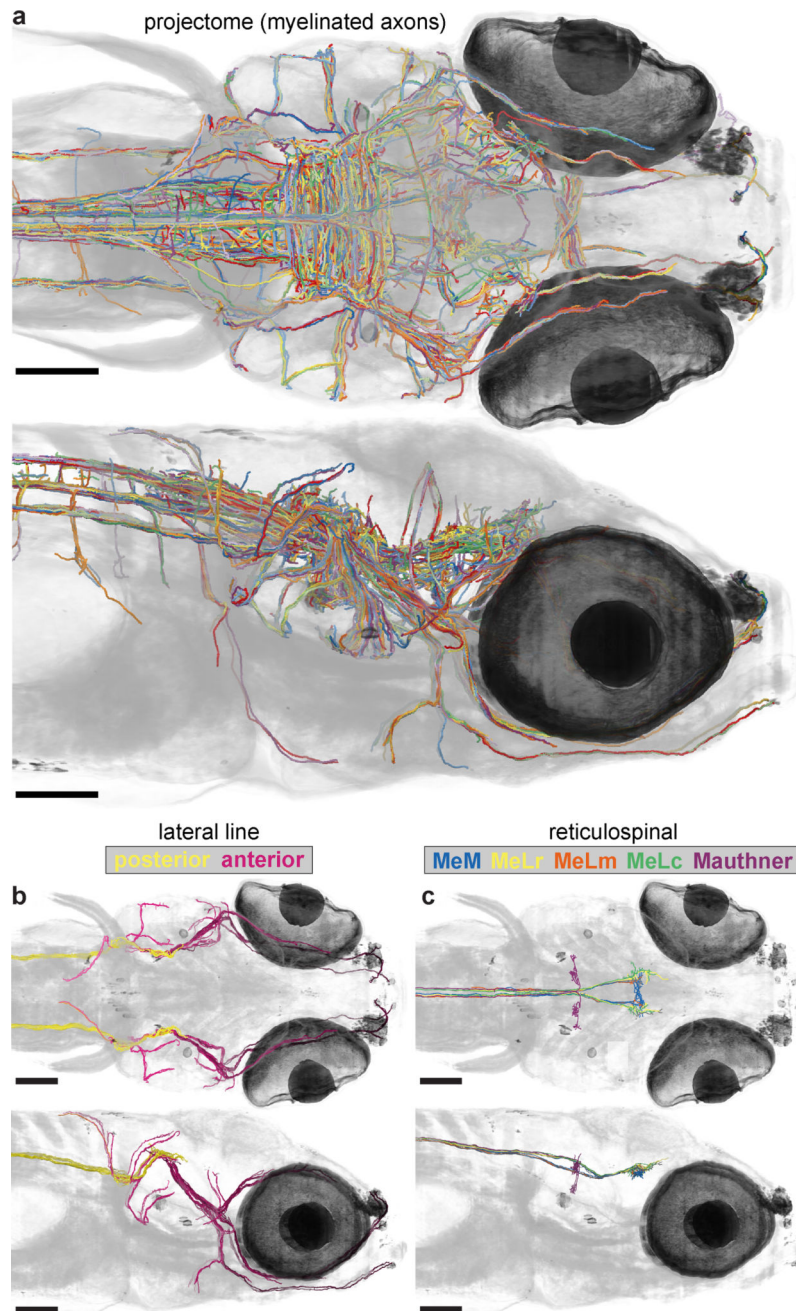 a
projectome (myelinated axons)
lateral line
posterior anterior
b
reticulospinal
MeM MeLr MeLm MeLc Mauthner
c